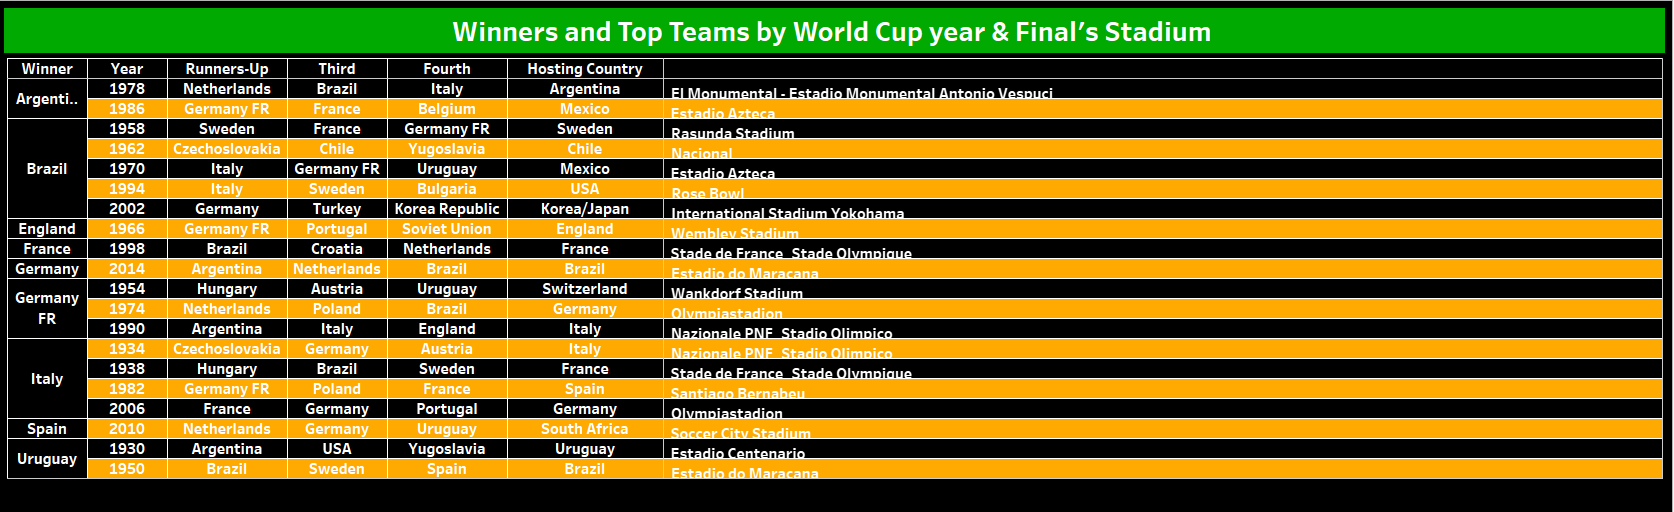 Winners and Top Teams by World Cup year & Final’s Stadium
Winner Year Runners-Up Third Fourth Hosting Country
Argenti.. 1978 Netherlands Brazil Italy Argentina El Monumental - Estadio Monumental Antonio Vespuci
1986 Germany FR France Belgium Mexico Estadio Azteca
Brazil 1958 Sweden France Germany FR Sweden Rasunda Stadium
1962 Czechoslovakia Chile Yugoslavia Chile Nacional
1970 Italy Germany FR Uruguay Mexico Estadio Azteca
1994 Italy Sweden Bulgaria USA Rose Bowl
2002 Germany Turkey Korea Republic Korea/Japan International Stadium Yokohama
England 1966 Germany FR Portugal Soviet Union England Wembley Stadium
France 1998 Brazil Croatia Netherlands France Stade de France Stade Olympique
Germany 2014 Argentina Netherlands Brazil Brazil Estadio do Maracana
Germany FR 1954 Hungary Austria Uruguay Switzerland Wankdorf Stadium
1974 Netherlands Poland Brazil Germany Olympiastadion
1990 Argentina Italy England Italy Nazionale PNF Stadio Olimpico
Italy 1934 Czechoslovakia Germany Austria Italy Nazionale PNF Stadio Olimpico
1938 Hungary Brazil Sweden France Stade de France Stade Olympique
1982 Germany FR Poland France Spain Santiago Bernabeu
2006 France Germany Portugal Germany Olympiastadion
Spain 2010 Netherlands Germany Uruguay South Africa Soccer City Stadium
Uruguay 1930 Argentina USA Yugoslavia Uruguay Estadio Centenario
1950 Brazil Sweden Spain Brazil Estadio do Maracana